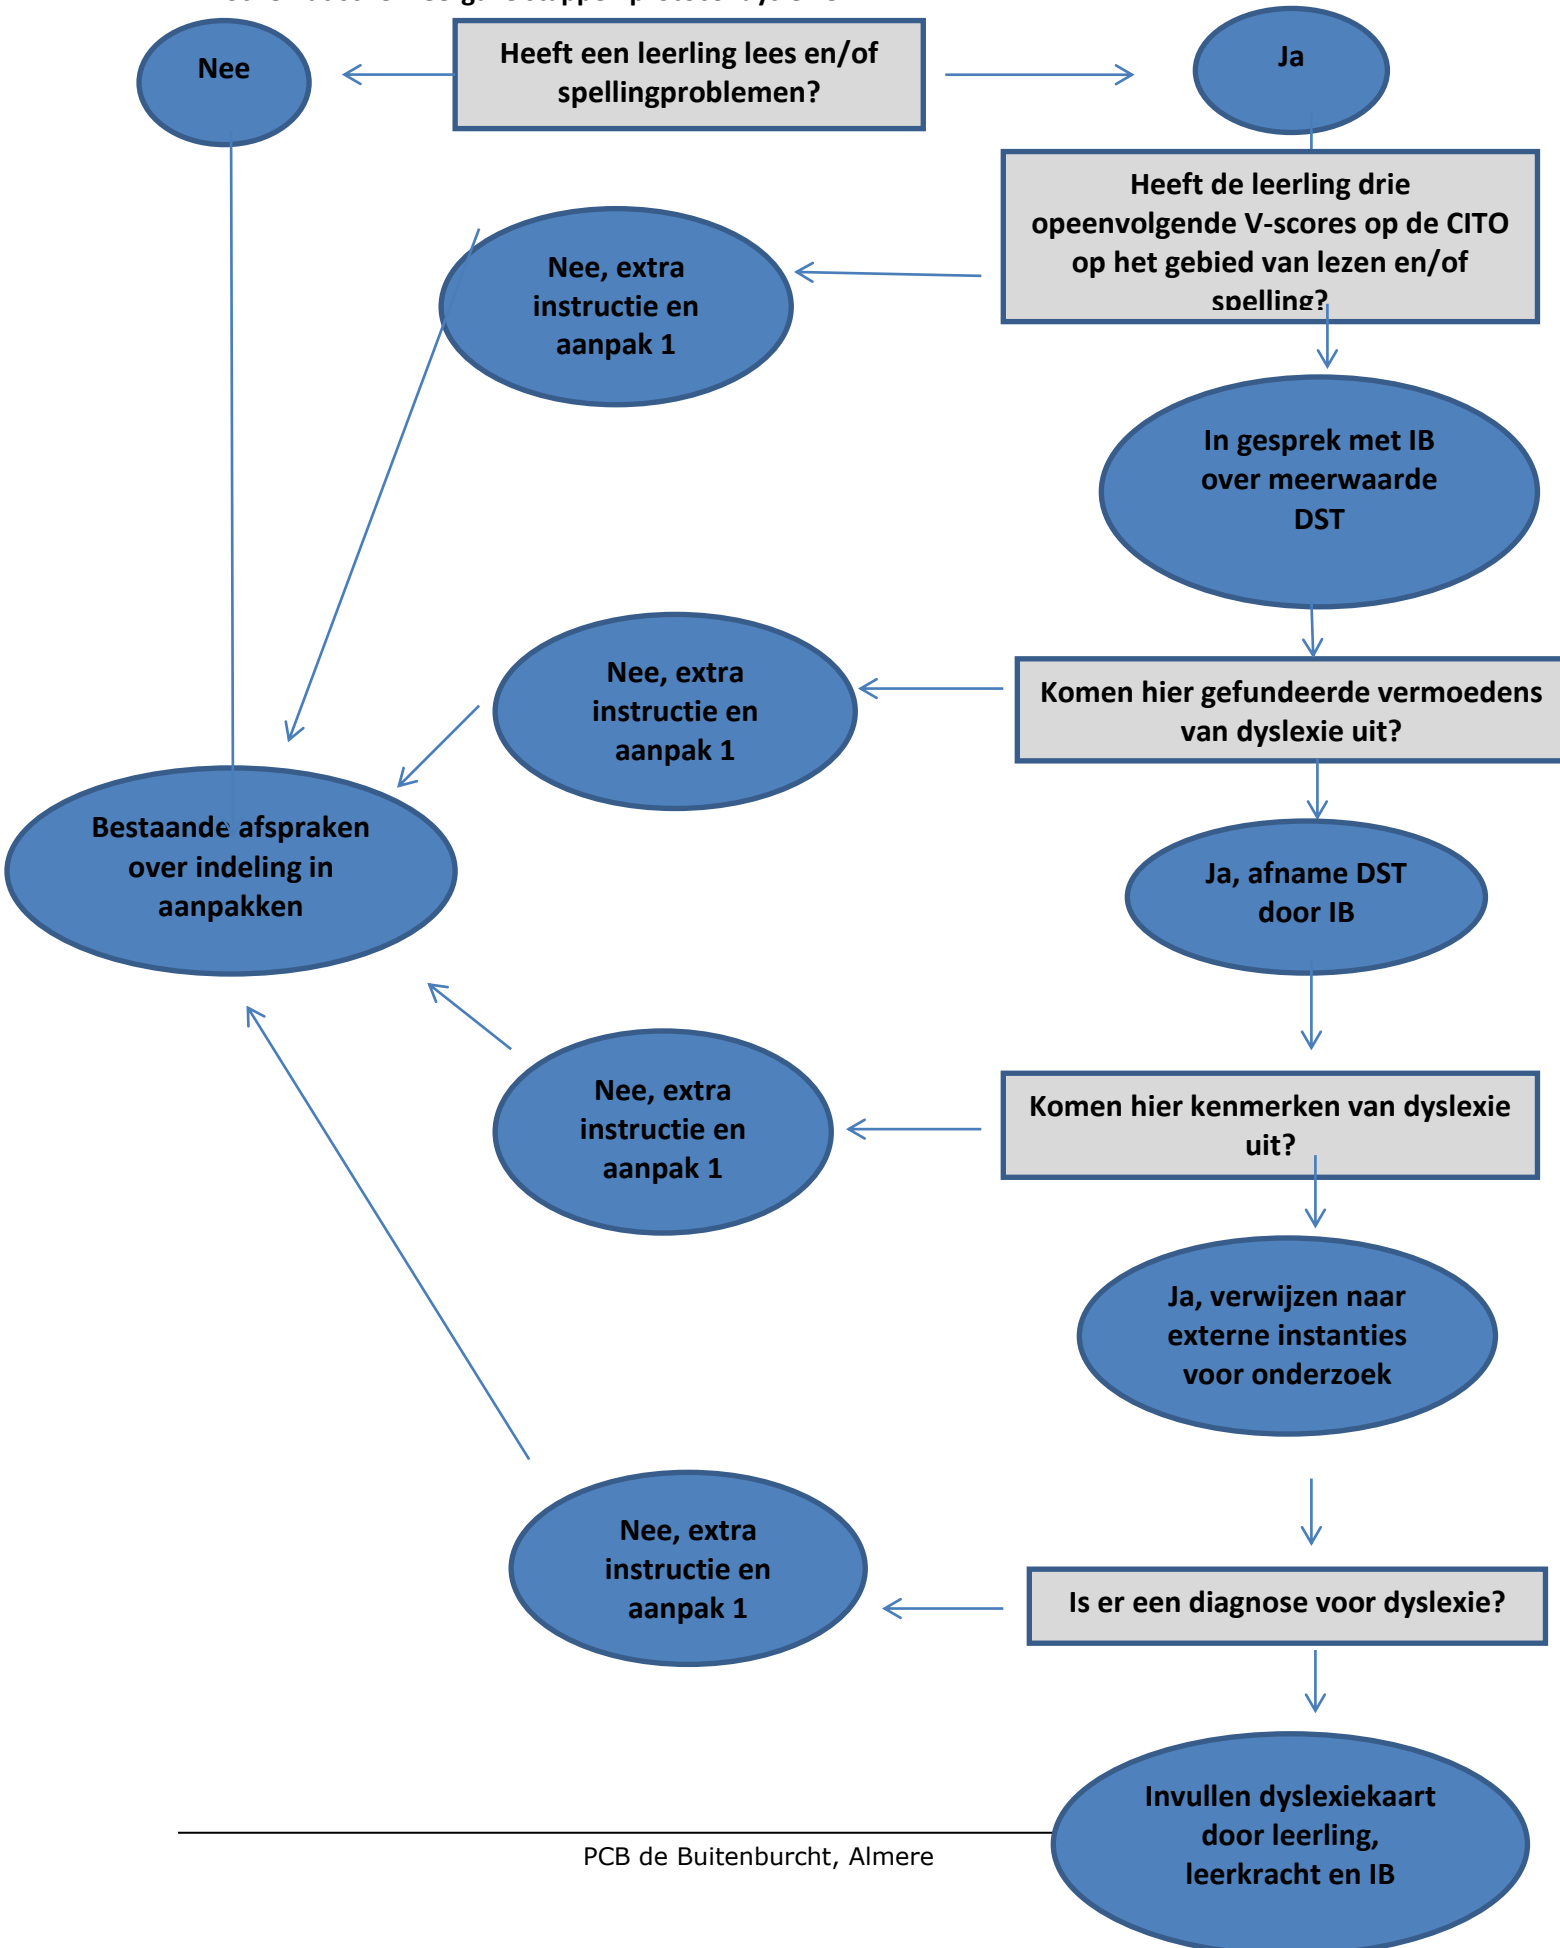 Nee
Heeft een leerling lees en/of
spellingproblemen?
Ja
Heeft de leerling drie
opeenvolgende V-scores op de CITO
op het gebied van lezen en/of
spelling?
Nee, extra
instructie en
aanpak 1
In gesprek met IB
over meerwaarde
DST
Nee, extra
instructie en
aanpak 1
Komen hier gefundeerde vermoedens
van dyslexie uit?
Bestaande afspraken
over indeling in
aanpakken
Ja, afname DST
door IB
Nee, extra
instructie en
aanpak 1
Komen hier kenmerken van dyslexie
uit?
Ja, verwijzen naar
externe instanties
voor onderzoek
Nee, extra
instructie en
aanpak 1
Is er een diagnose voor dyslexie?
Invullen dyslexiekaart
door leerling,
leerkracht en IB
PCB de Buitenburcht, Almere